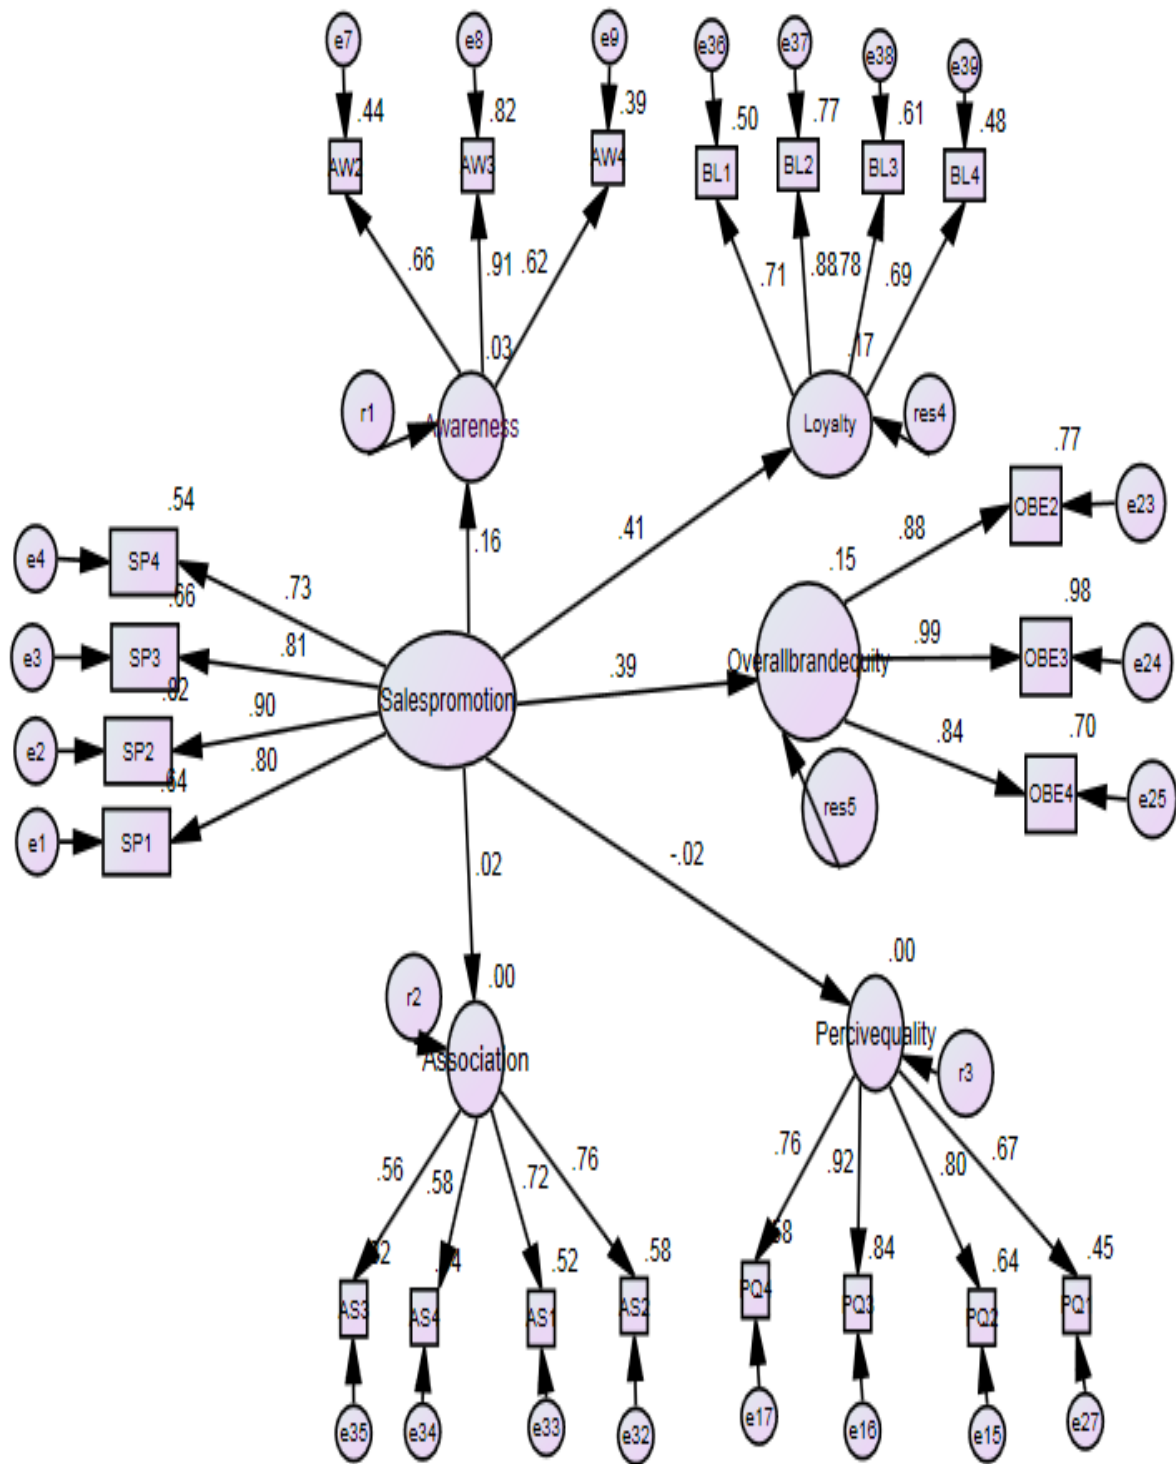 e7 e8 e9 e36 e37 e38 e39
.44 .82 .39 .50 .77 .61 .48
AW2 AW3 AW4 BL1 BL2 BL3 BL4
.66 .91 .62 .71 .88 .78 .69
.03 .17
r1 Awareness Loyalty res4
.77
.54 .16 .41 .88 OBE2 e23
e4 SP4 .73 .15
.66 .98
e3 SP3 .81 Overallbrandequity .99 OBE3 e24
Salespromotion .39
.90 .84 .70
e2 SP2 .80 OBE4 e25
.64 res5
e1 SP1
.02 -.02
.00 .00
r2 Association Percivequality r3
.56 .58 .72 .76 .76 .92 .80 .67
.52 .58 .84 .64 .45
AS3 AS4 AS1 AS2 PQ4 PQ3 PQ2 PQ1
e35 e34 e33 e32 e17 e16 e15 e27